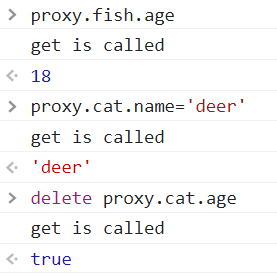 proxy.fish.age
get is called
18
proxy.cat.name='deer'
get is called
'deer'
delete proxy.cat.age
get is called
true